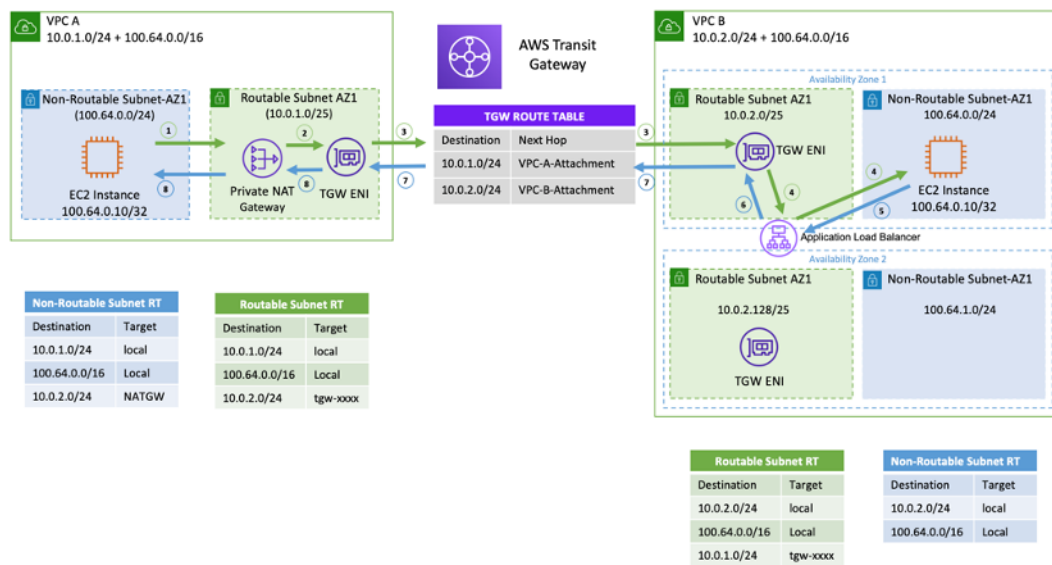 VPC A
10.0.1.0/24 + 100.64.0.0/16
Non-Routable Subnet-AZ1
(100.64.0.0/24)
1
EC2 Instance
100.64.0.10/32
8
Routable Subnet AZ1
(10.0.1.0/25)
2
Private NAT
Gateway
8
TGW ENI
3
7
AWS Transit
Gateway
TGW ROUTE TABLE
Destination Next Hop
10.0.1.0/24 VPC-A-Attachment
10.0.2.0/24 VPC-B-Attachment
3
7
VPC B
10.0.2.0/24 + 100.64.0.0/16
Availability Zone 1
Routable Subnet AZ1
10.0.2.0/25
TGW ENI
4
6
Non-Routable Subnet-AZ1
100.64.0.0/24
4
EC2 Instance
100.64.0.10/32
5
Application Load Balancer
Availability Zone 2
Routable Subnet AZ1
10.0.2.128/25
TGW ENI
Non-Routable Subnet-AZ1
100.64.1.0/24
Non-Routable Subnet RT
Destination Target
10.0.1.0/24 local
100.64.0.0/16 Local
10.0.2.0/24 NATGW
Routable Subnet RT
Destination Target
10.0.1.0/24 local
100.64.0.0/16 Local
10.0.2.0/24 tgw-xxxx
Routable Subnet RT
Destination Target
10.0.2.0/24 local
100.64.0.0/16 Local
10.0.1.0/24 tgw-xxxx
Non-Routable Subnet RT
Destination Target
10.0.2.0/24 local
100.64.0.0/16 Local